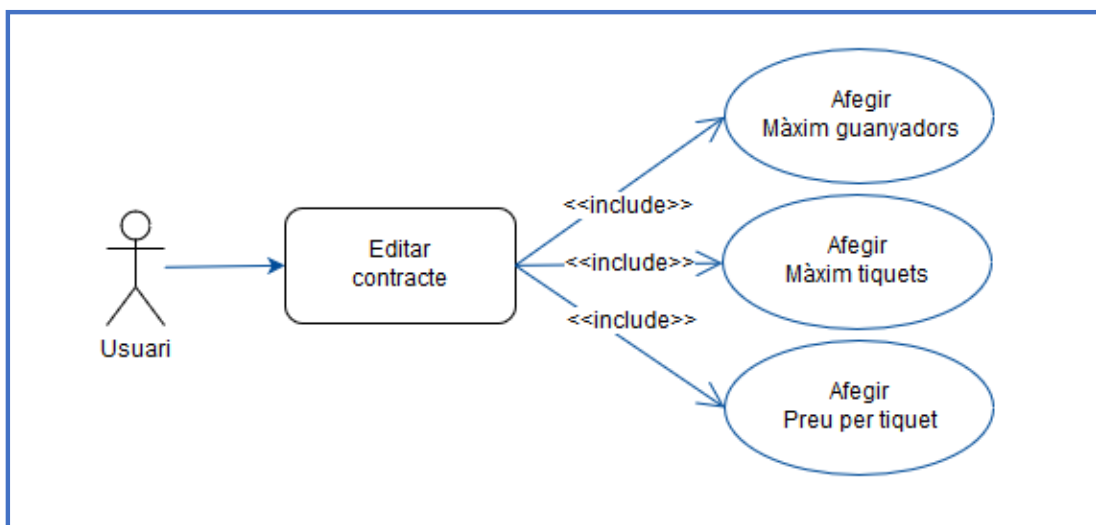 Afegir
Màxim guanyadors
<<include>>
Editar
contracte
<<include>>
Afegir
Màxim tiquets
<<include>>
Usuari
Afegir
Preu per tiquet